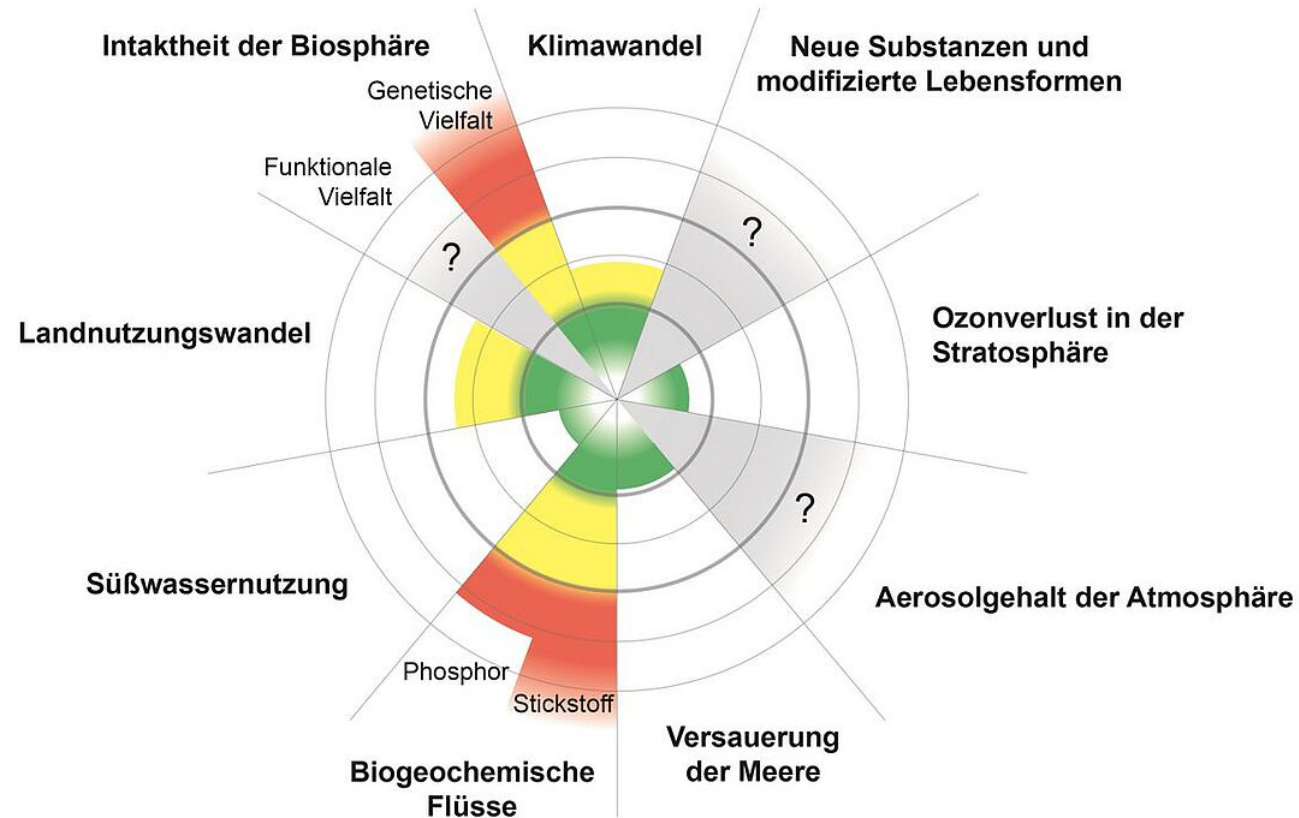 Intaktheit der Biosphäre
Klimawandel
Neue Substanzen und
modifizierte Lebensformen
Genetische
Vielfalt
Funktionale
Vielfalt
?
?
Landnutzungswandel
Ozonverlust in der
Stratosphäre
?
Süßwassernutzung
Aerosolgehalt der Atmosphäre
Phosphor
Stickstoff
Biogeochemische
Flüsse
Versauerung
der Meere